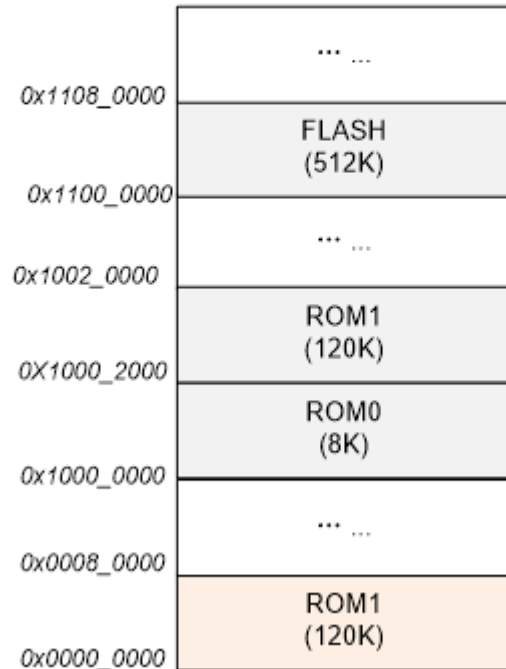 ... ...
0x1108_0000
FLASH
(512K)
0x1100_0000
... ...
0x1002_0000
ROM1
(120K)
0X1000_2000
ROM0
(8K)
0x1000_0000
... ...
0x0008_0000
ROM1
(120K)
0x0000_0000